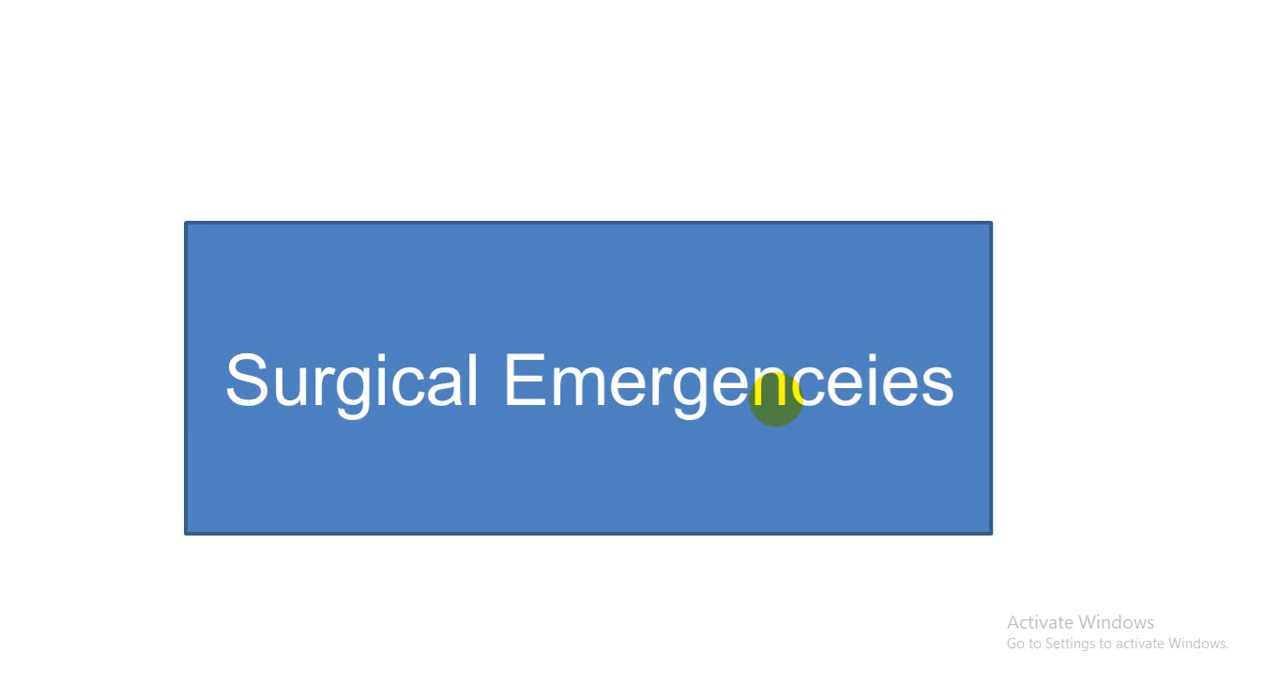 Surgical Emergenceies
Activate Windows
Go to Settings to activate Windows.